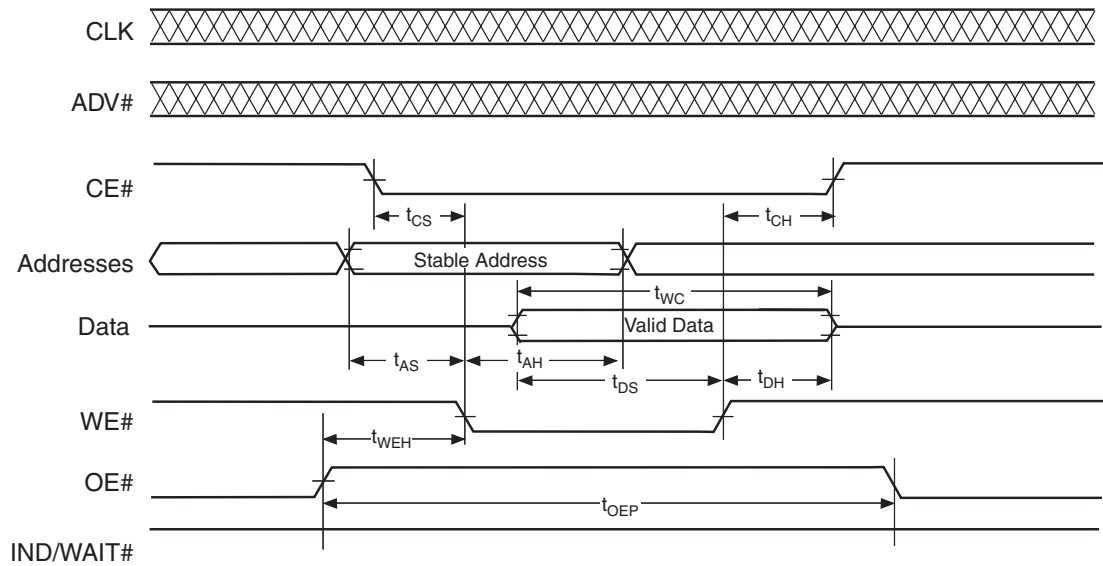 CLK
ADV#
CE#
tCS
tCH
Addresses
Stable Address
tWC
Data
Valid Data
tAS
tAH
tDS
tDH
WE#
tWEH
OE#
tOEP
IND/WAIT#